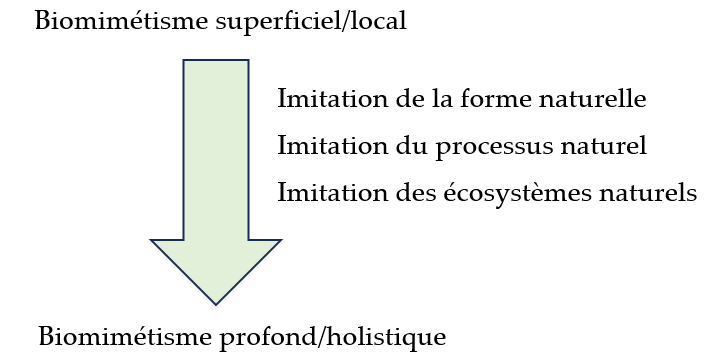 Biomimétisme superficiel/local
Imitation de la forme naturelle
Imitation du processus naturel
Imitation des écosystèmes naturels
Biomimétisme profond/holistique